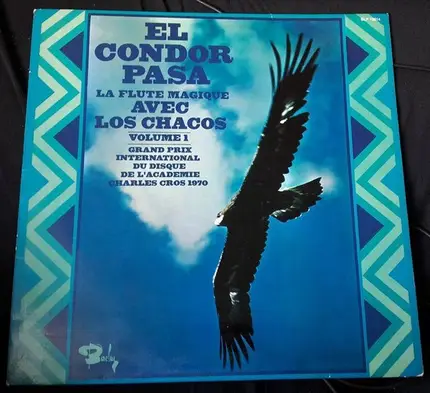 EL
CONDOR
PASA
LA FLUTE MAGIQUE
AVEC
LOS CHACOS
VOLUME 1
GRAND PRIX
INTERNATIONAL
DU DISQUE
DE L'ACADEMIE
CHARLES CROS 1970
Barclay